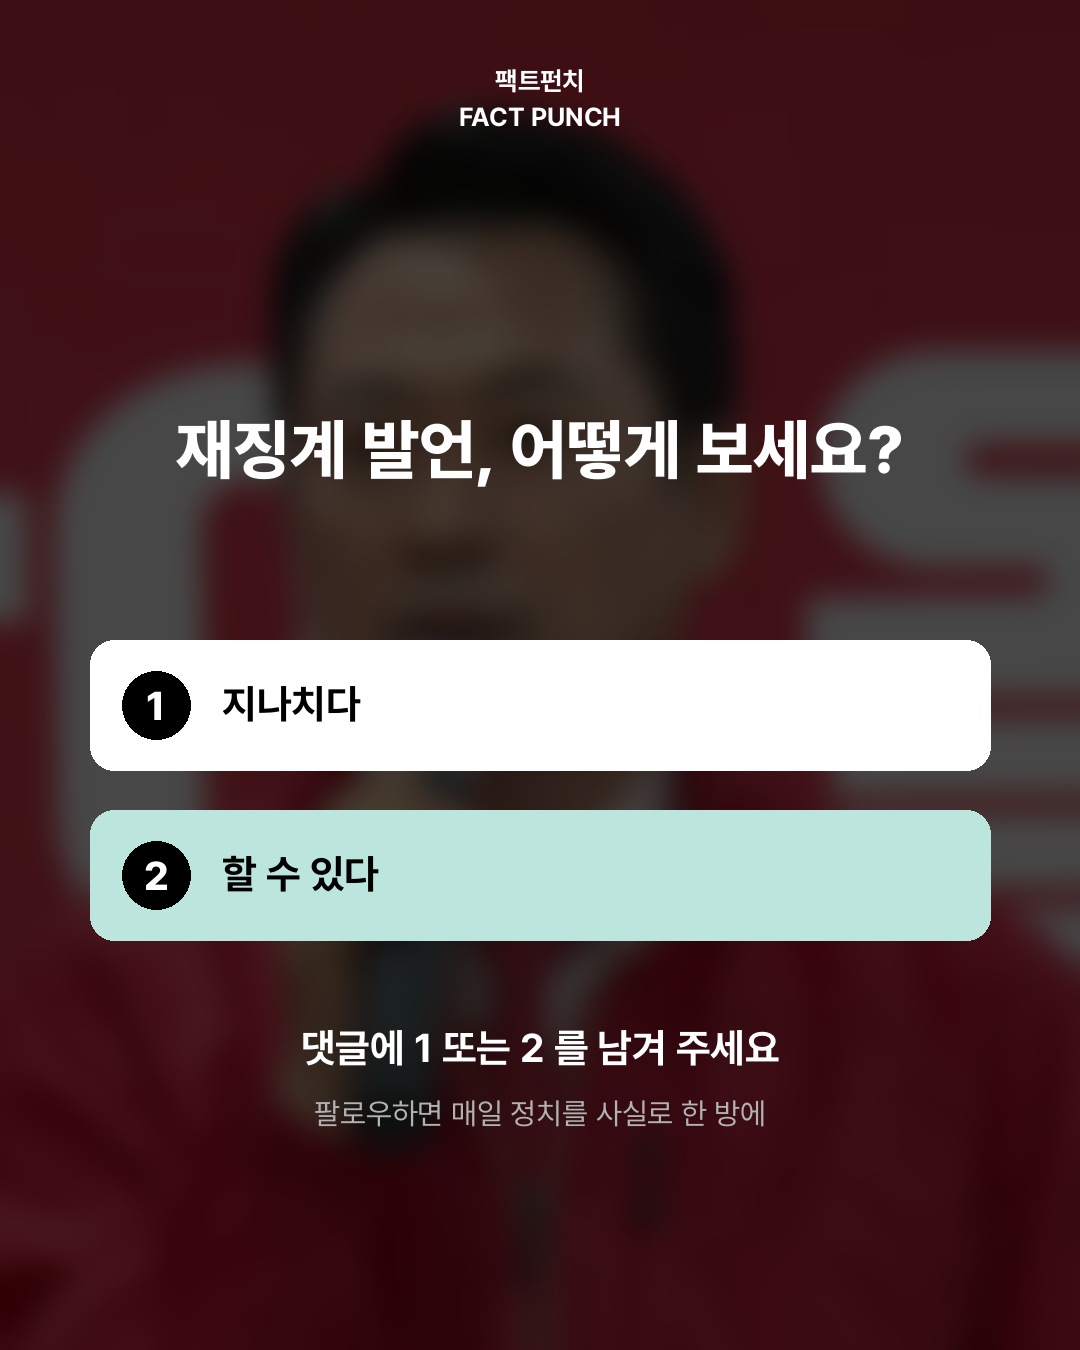 팩트펀치
FACT PUNCH
재징계 발언, 어떻게 보세요?
1 지나치다
2 할 수 있다
댓글에 1 또는 2 를 남겨 주세요
팔로우하면 매일 정치를 사실로 한 방에